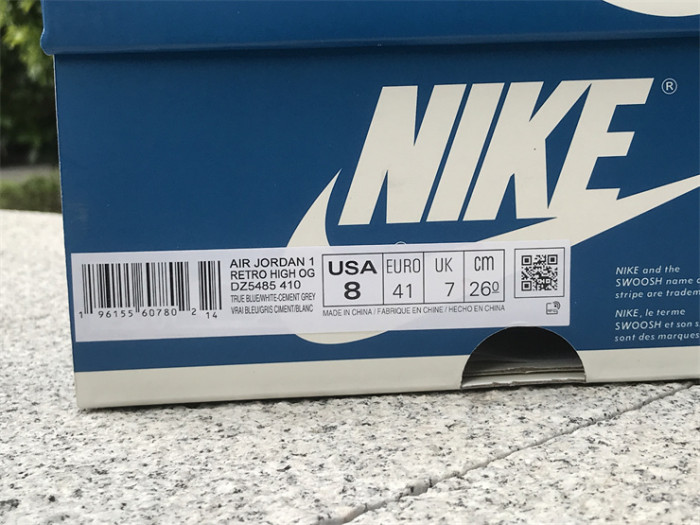 NIKE®
AIR JORDAN 1
RETRO HIGH OG
DZ5485 410
TRUE BLUE/WHITE-CEMENT GREY
VRAI BLEU/GRIS CIMENT/BLANC
1 96155 60780 2 14
USA EURO UK cm
8 41 7 26⁰
MADE IN CHINA / FABRIQUE EN CHINE / HECHO EN CHINA
NIKE and the
SWOOSH name
stripe are tradem
NIKE, le terme
SWOOSH et son s
sont des marques